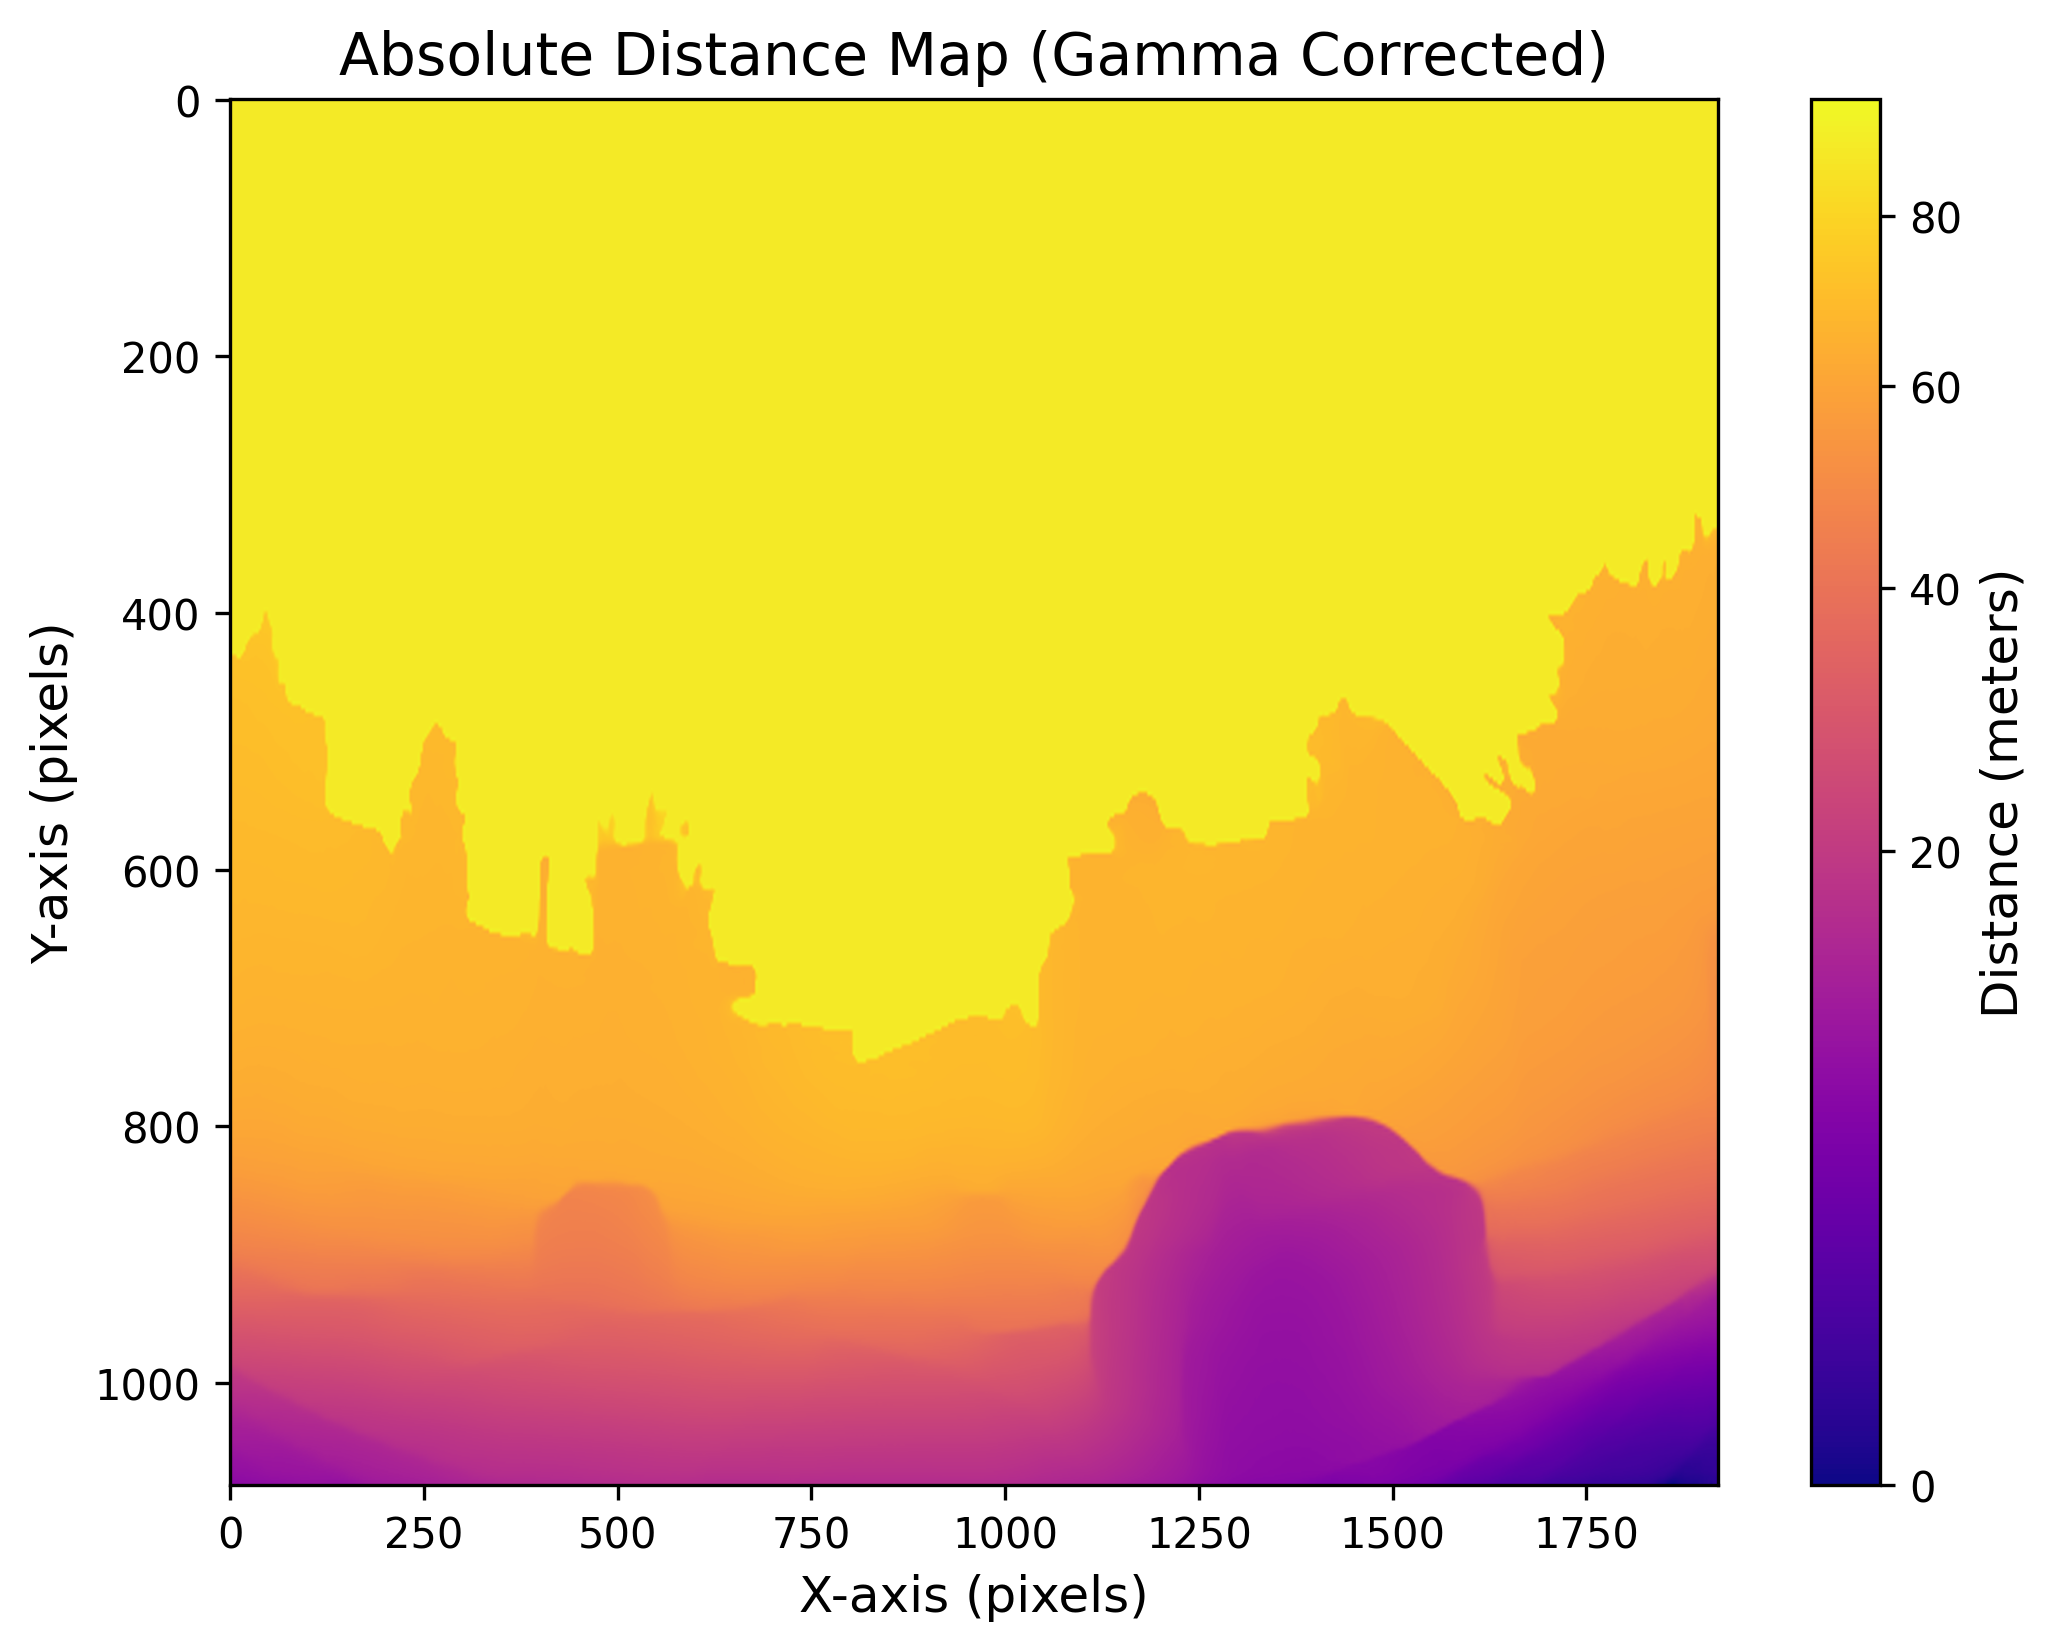 Absolute Distance Map (Gamma Corrected)
0
200
400
600
800
1000
Y-axis (pixels)
0 250 500 750 1000 1250 1500 1750
X-axis (pixels)
80
60
40
20
0
Distance (meters)